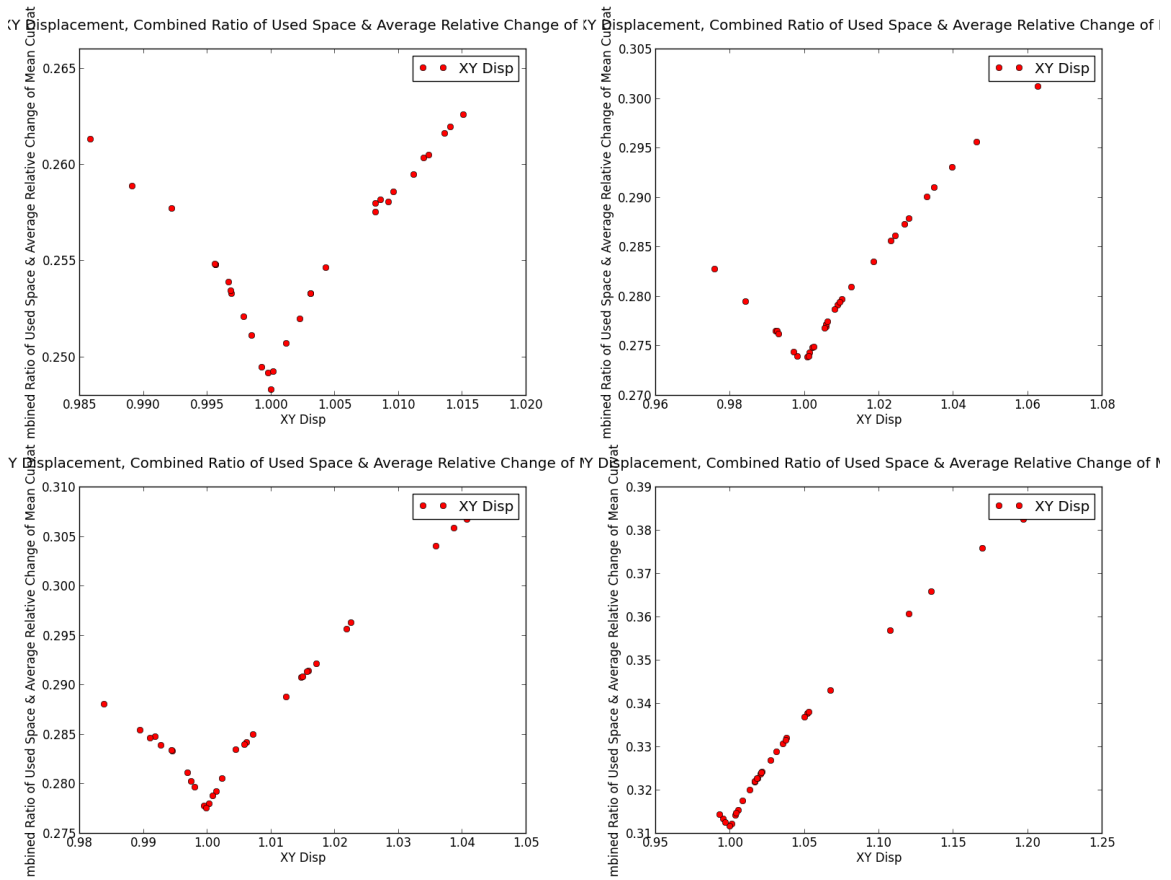 XY Displacement, Combined Ratio of Used Space & Average Relative Change of
mbined Ratio of Used Space & Average Relative Change of Mean Curvat
XY Disp
0.265
0.260
0.255
0.250
0.985 0.990 0.995 1.000 1.005 1.010 1.015 1.020
XY Disp
XY Displacement, Combined Ratio of Used Space & Average Relative Change of
mbined Ratio of Used Space & Average Relative Change of Mean Curvat
XY Disp
0.305
0.300
0.295
0.290
0.285
0.280
0.275
0.270
0.96 0.98 1.00 1.02 1.04 1.06 1.08
XY Disp
Y Displacement, Combined Ratio of Used Space & Average Relative Change of
mbined Ratio of Used Space & Average Relative Change of Mean Curvat
XY Disp
0.310
0.305
0.300
0.295
0.290
0.285
0.280
0.275
0.98 0.99 1.00 1.01 1.02 1.03 1.04 1.05
XY Disp
Y Displacement, Combined Ratio of Used Space & Average Relative Change of
mbined Ratio of Used Space & Average Relative Change of Mean Curvat
XY Disp
0.39
0.38
0.37
0.36
0.35
0.34
0.33
0.32
0.31
0.95 1.00 1.05 1.10 1.15 1.20 1.25
XY Disp